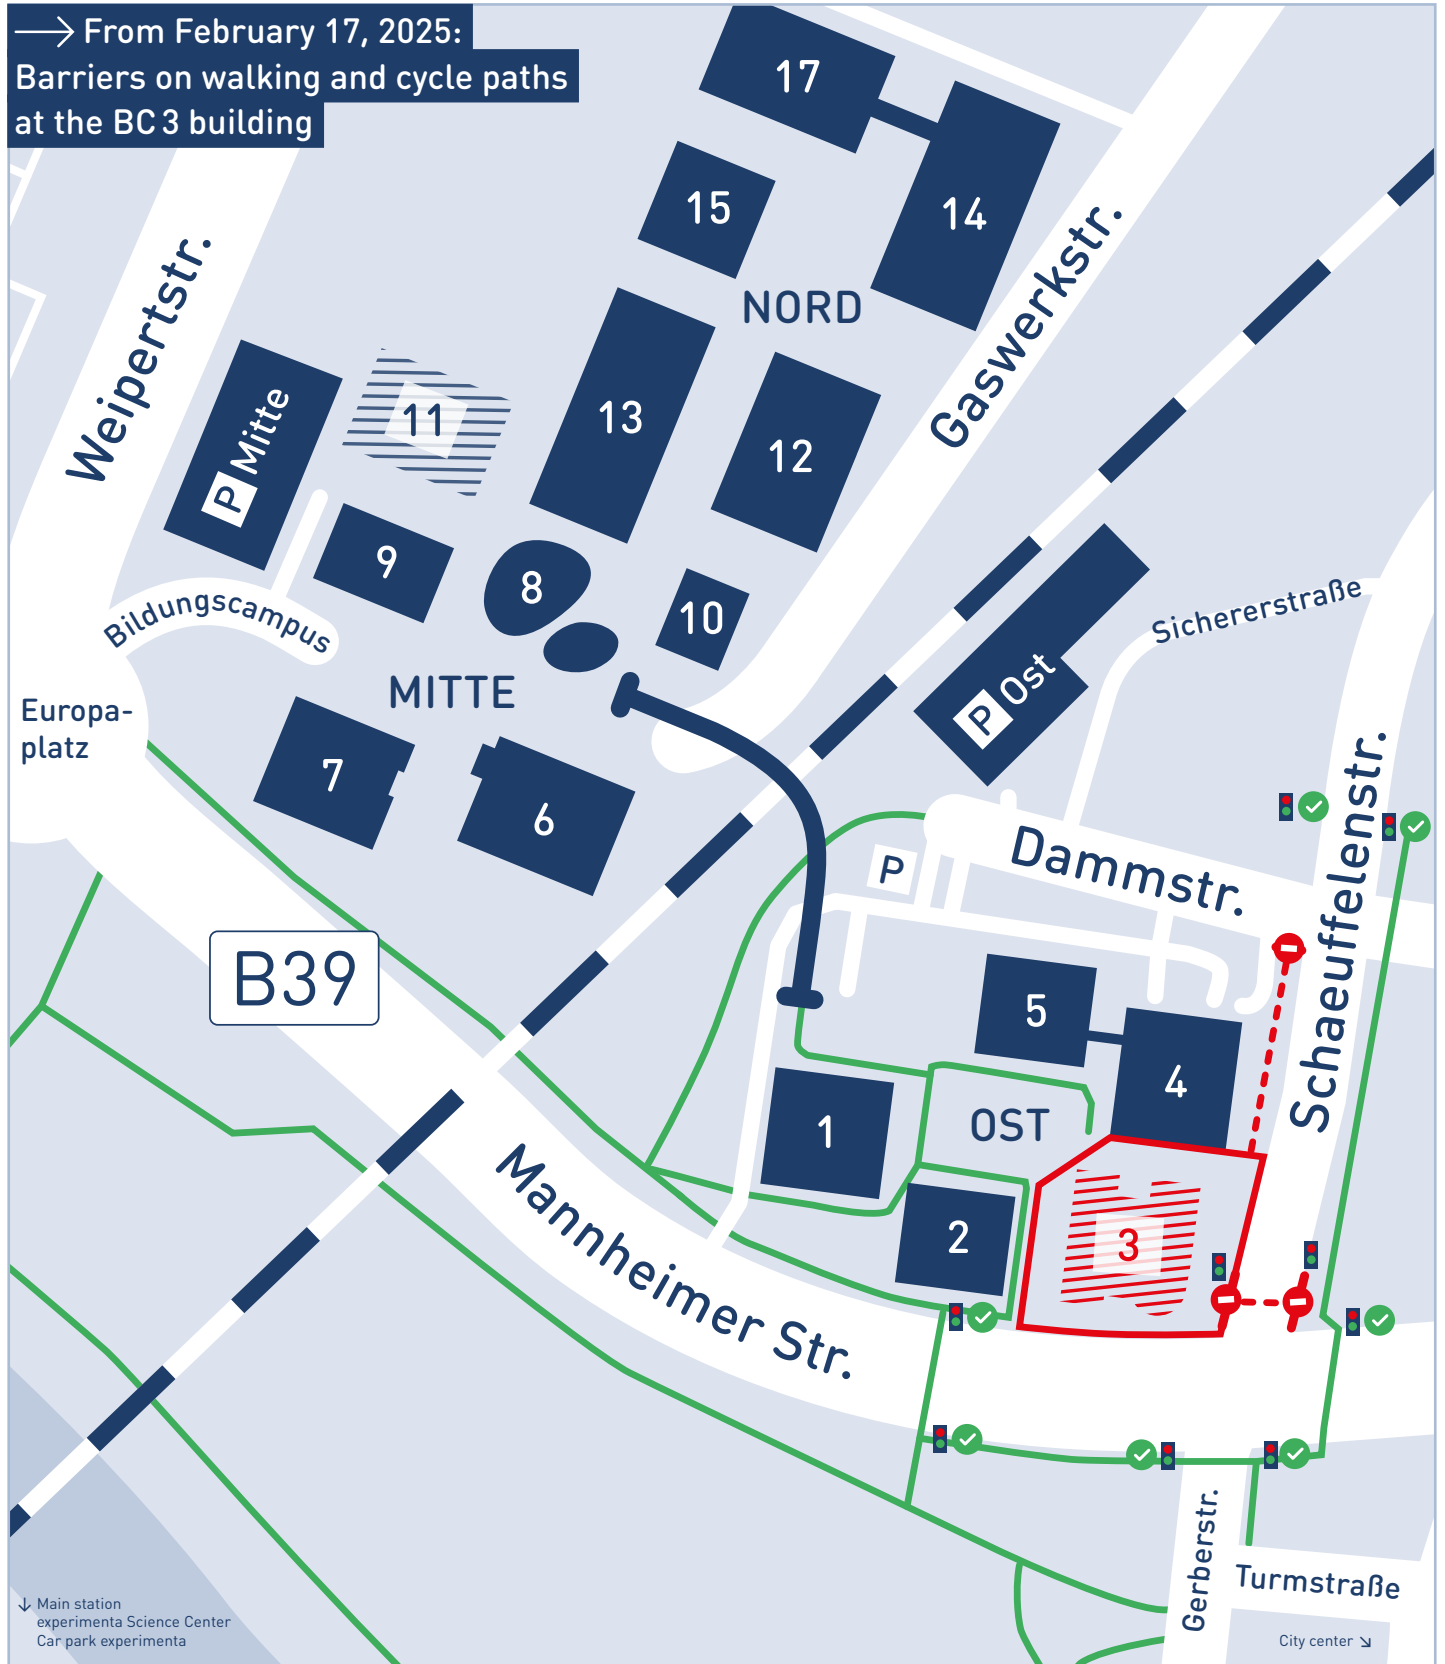 From February 17, 2025:
Barriers on walking and cycle paths
at the BC 3 building
17
15
14
NORD
Weipertstr.
Gaswerkstr.
P Mitte
11
13
12
9
8
10
Bildungscampus
MITTE
Europa-
platz
7
6
P Ost
Sichererstraße
Schaeuffelenstr.
Dammstr.
P
B39
5
4
1
OST
2
3
Mannheimer Str.
Gerberstr.
Turmstraße
Main station
experimenta Science Center
Car park experimenta
City center